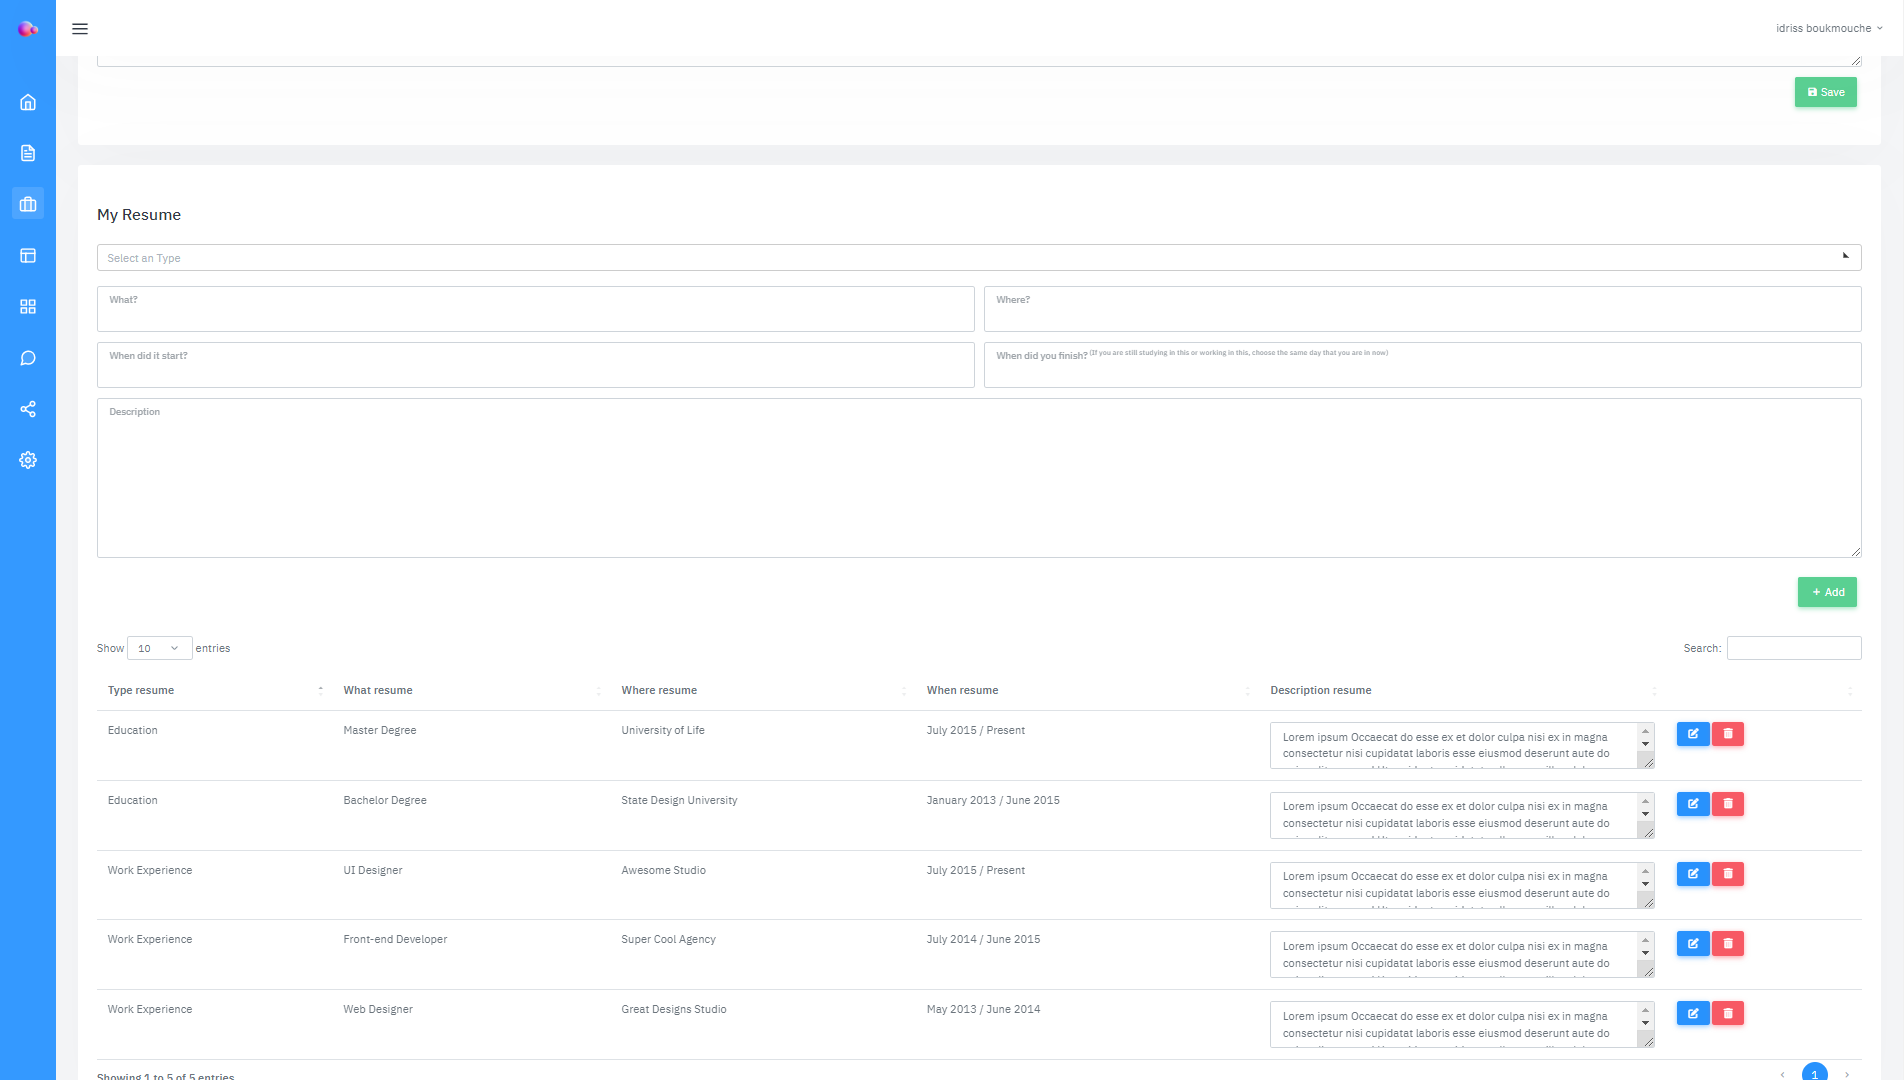 idriss boukmouche
Save
My Resume
Select an Type
What?
Where?
When did it start?
When did you finish? (If you are still studying in this or working in this, choose the same day that you are in now)
Description
+ Add
Show 10 entries
Search:
Type resume What resume Where resume When resume Description resume
Education Master Degree University of Life July 2015 / Present
Lorem ipsum Occaecat do esse ex et dolor culpa nisi ex in magna
consectetur nisi cupidatat laboris esse eiusmod deserunt aute do
Education Bachelor Degree State Design University January 2013 / June 2015
Lorem ipsum Occaecat do esse ex et dolor culpa nisi ex in magna
consectetur nisi cupidatat laboris esse eiusmod deserunt aute do
Work Experience UI Designer Awesome Studio July 2015 / Present
Lorem ipsum Occaecat do esse ex et dolor culpa nisi ex in magna
consectetur nisi cupidatat laboris esse eiusmod deserunt aute do
Work Experience Front-end Developer Super Cool Agency July 2014 / June 2015
Lorem ipsum Occaecat do esse ex et dolor culpa nisi ex in magna
consectetur nisi cupidatat laboris esse eiusmod deserunt aute do
Work Experience Web Designer Great Designs Studio May 2013 / June 2014
Lorem ipsum Occaecat do esse ex et dolor culpa nisi ex in magna
consectetur nisi cupidatat laboris esse eiusmod deserunt aute do
Showing 1 to 5 of 5 entries
‹ 1 ›